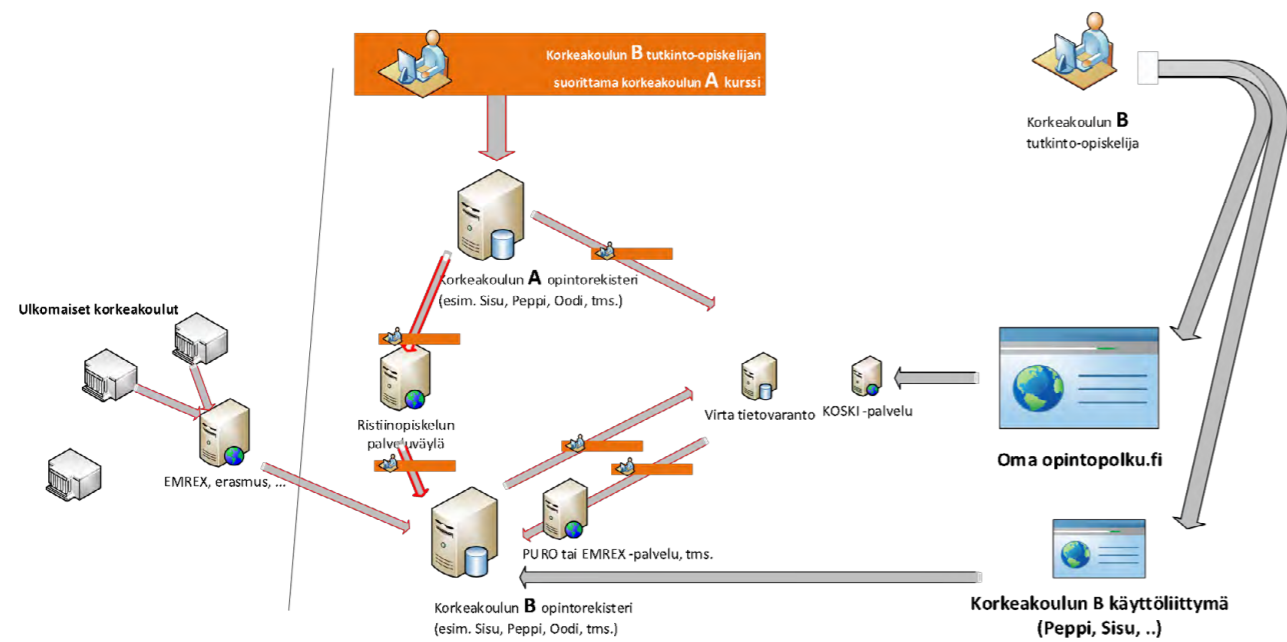 Korkeakoulun B tutkinto-opiskelijan
suorittama korkeakoulun A kurssi
Korkeakoulun B
tutkinto-opiskelija
Korkeakoulun A opintorekisteri
(esim. Sisu, Peppi, Oodi, tms.)
Ulkomaiset korkeakoulut
Ristiinopiskelun
palveluväylä
Virta tietovaranto
KOSKI -palvelu
Oma opintopolku.fi
EMREX, erasmus, ...
PURO tai EMREX -palvelu, tms.
Korkeakoulun B opintorekisteri
(esim. Sisu, Peppi, Oodi, tms.)
Korkeakoulun B käyttöliittymä
(Peppi, Sisu, ..)